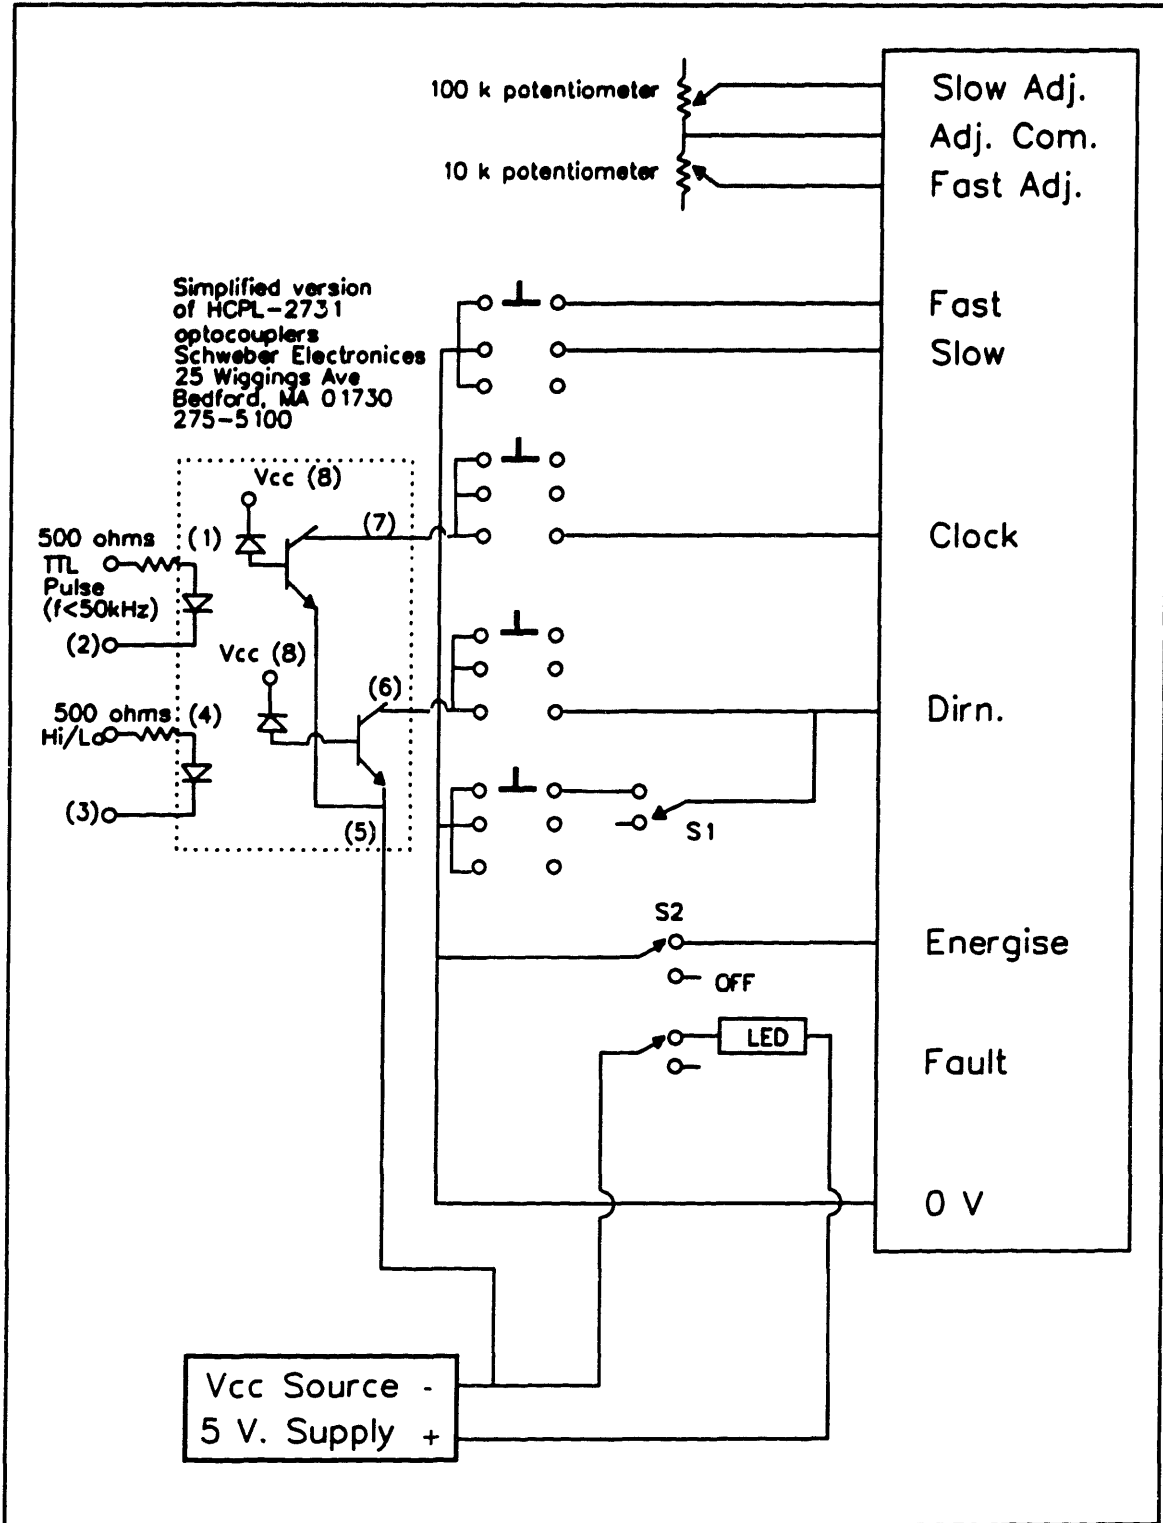 100 k potentiometer
10 k potentiometer
Slow Adj.
Adj. Com.
Fast Adj.
Simplified version
of HCPL-2731
optocouplers
Schweber Electronices
25 Wiggings Ave
Bedford, MA 01730
275-5100
Fast
Slow
Vcc (8)
(7)
500 ohms (1)
TTL
Pulse
(f<50kHz)
(2)
Clock
Vcc (8)
(6)
500 ohms (4)
Hi/Lo
(3)
(5)
Dirn.
S1
S2
OFF
Energise
LED
Fault
0 V
Vcc Source -
5 V. Supply +